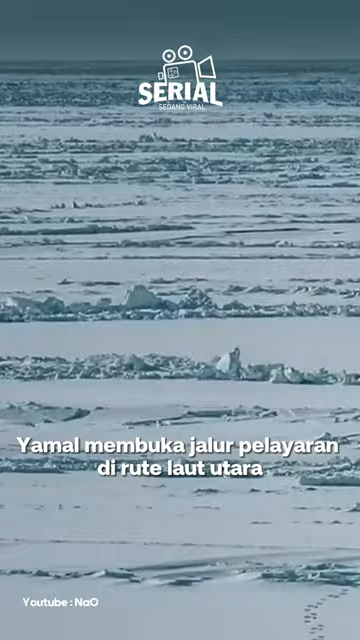 SERIAL
SEDANG VIRAL
Yamal membuka jalur pelayaran
di rute laut utara
Youtube : NaO